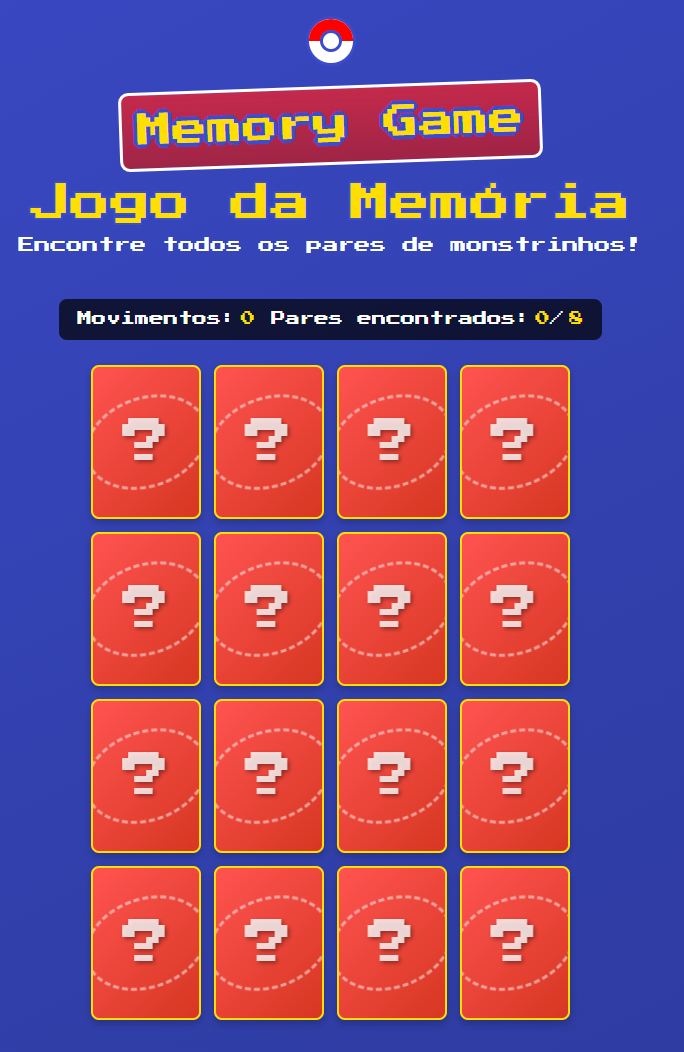 Memory Game
Jogo da Memória
Encontre todos os pares de monstrinhos!
Movimentos: 0 Pares encontrados: 0/8
? ? ? ?
? ? ? ?
? ? ? ?
? ? ? ?